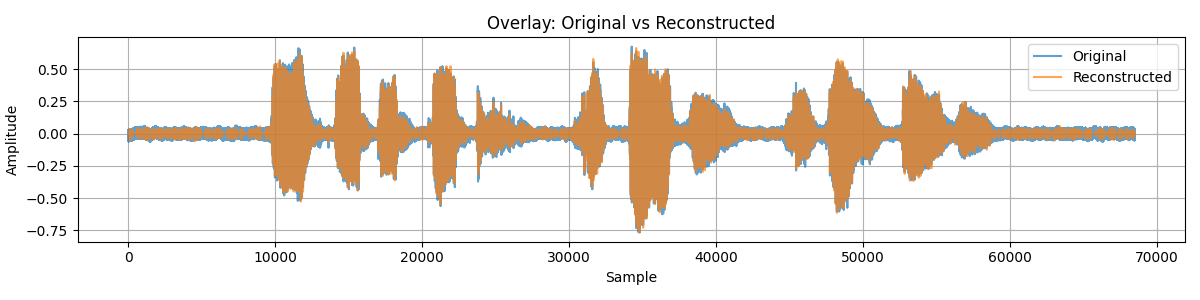 Overlay: Original vs Reconstructed
Original
Reconstructed
Amplitude
0.50
0.25
0.00
−0.25
−0.50
−0.75
0 10000 20000 30000 40000 50000 60000 70000
Sample